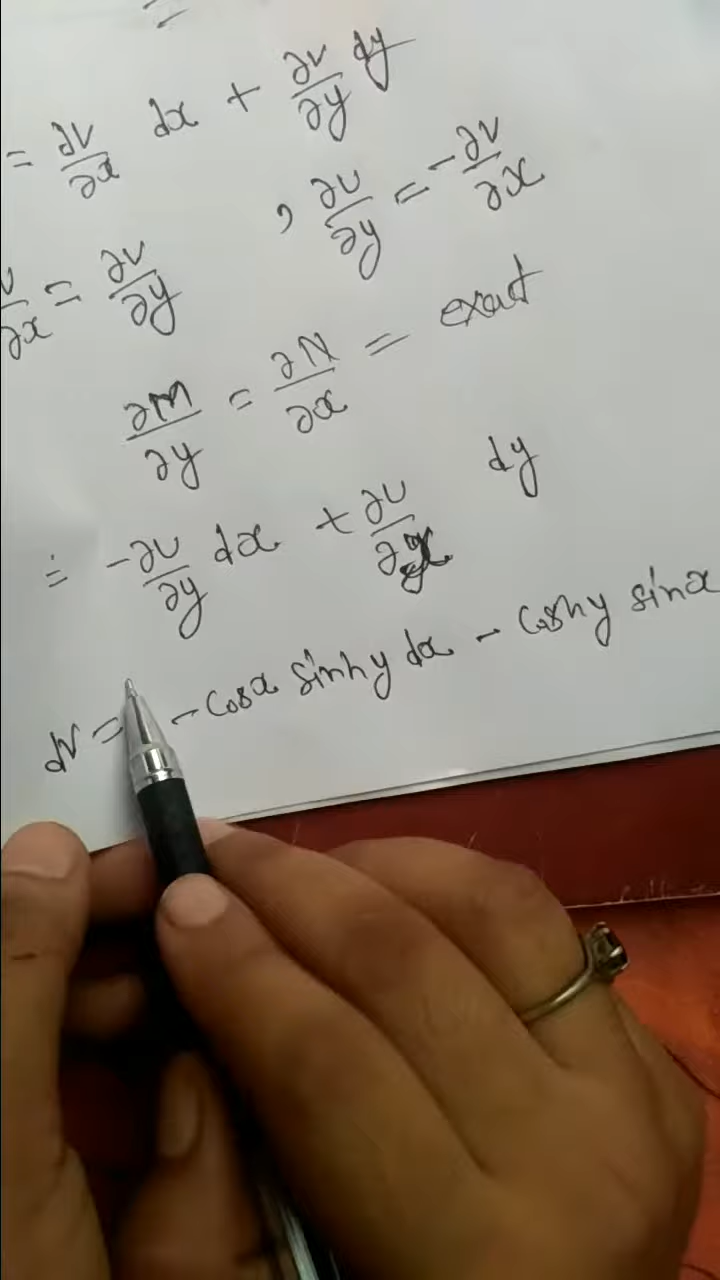 =
= ∂V/∂x dx + ∂V/∂y dy
, ∂U/∂y = -∂V/∂x
/∂x = ∂V/∂y
∂M/∂y = ∂N/∂x = exact
= -∂U/∂y dx + ∂U/∂x dy
dV = -cosx sinhy dx - coshy sinx